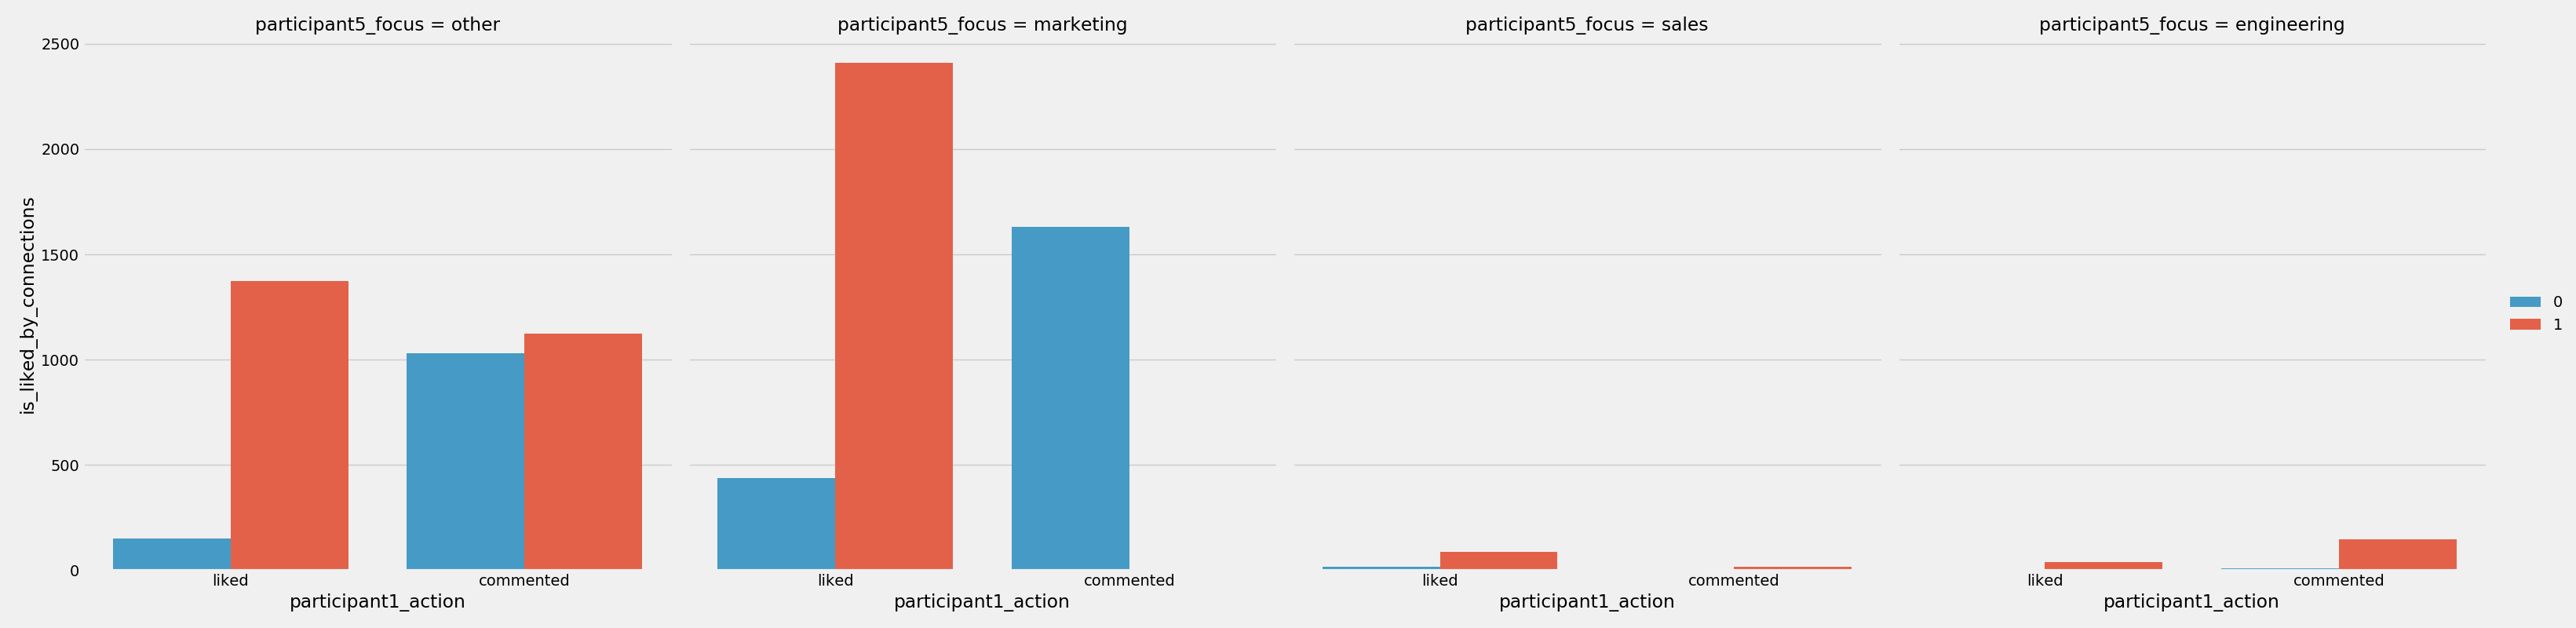 participant5_focus = other
participant5_focus = marketing
participant5_focus = sales
participant5_focus = engineering
2500
2000
1500
1000
500
0
is_liked_by_connections
liked
commented
liked
commented
liked
commented
liked
commented
participant1_action
participant1_action
participant1_action
participant1_action
0
1